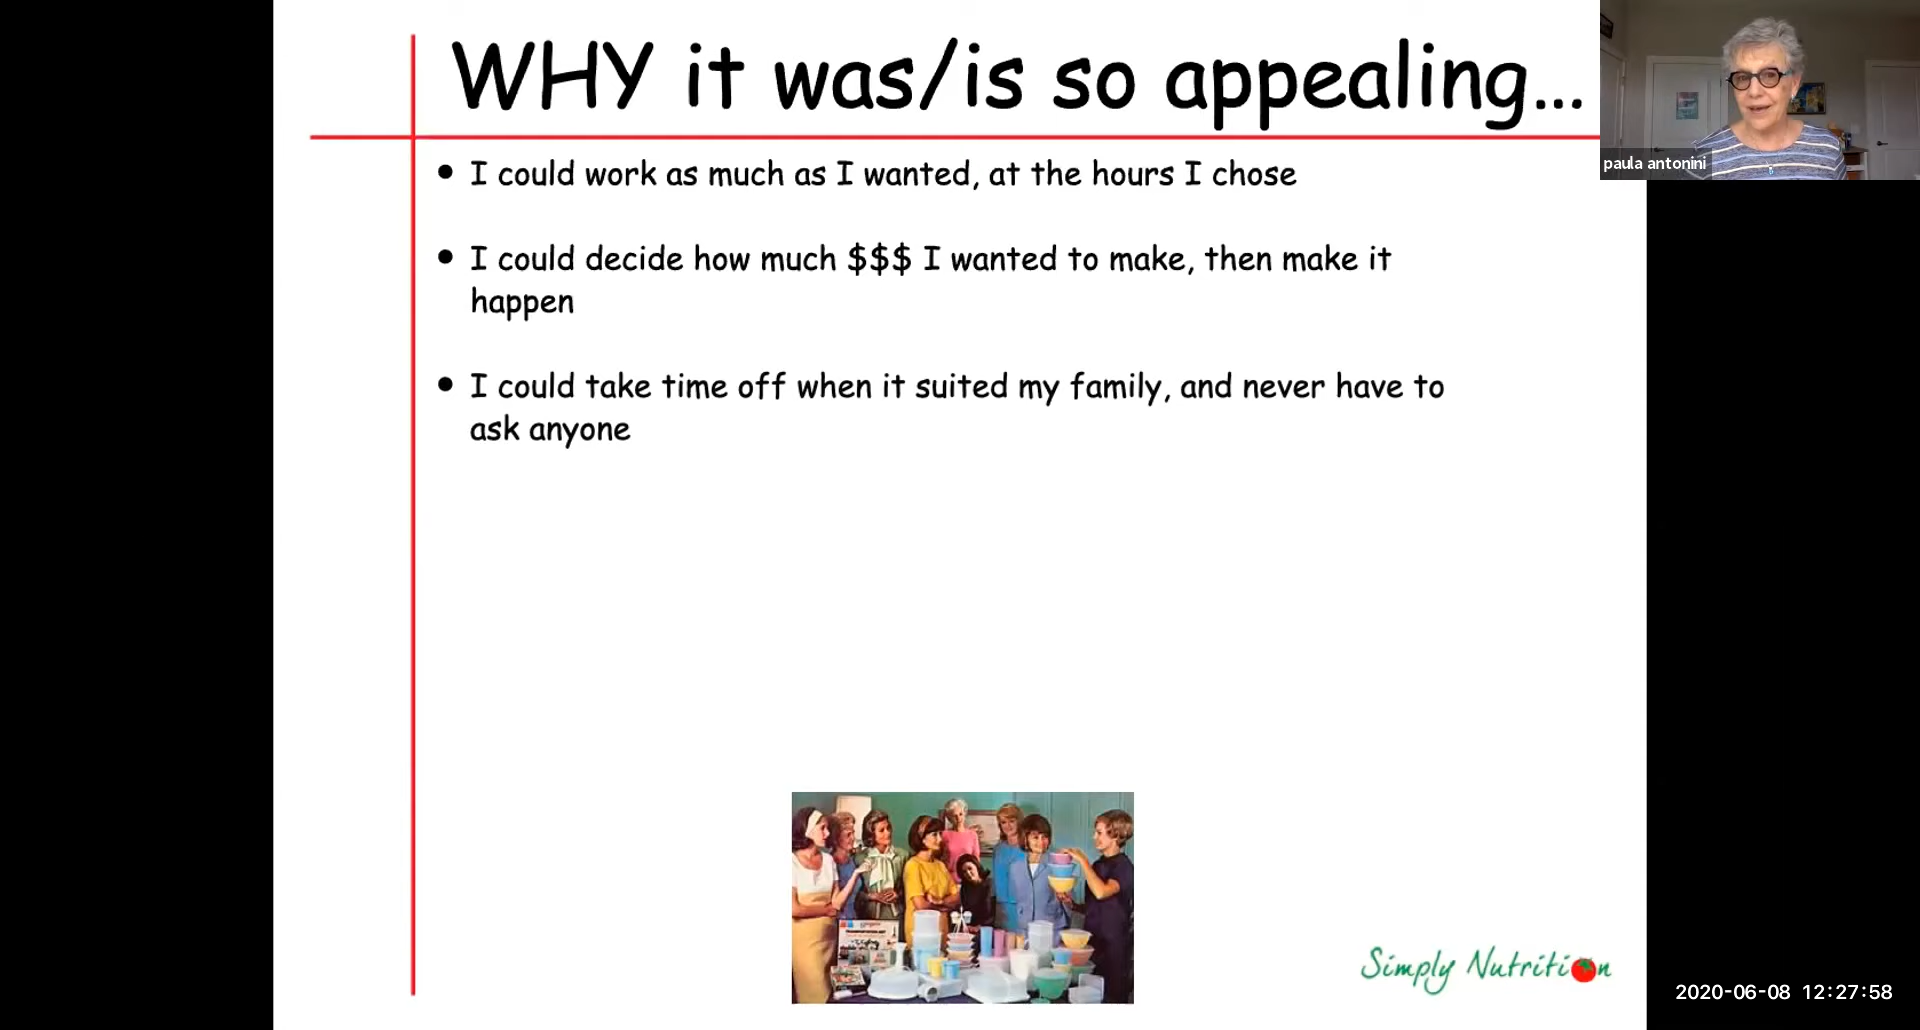 WHY it was/is so appealing...
paula antonini
• I could work as much as I wanted, at the hours I chose
• I could decide how much $$$ I wanted to make, then make it
happen
• I could take time off when it suited my family, and never have to
ask anyone
Simply Nutrition
2020-06-08 12:27:58